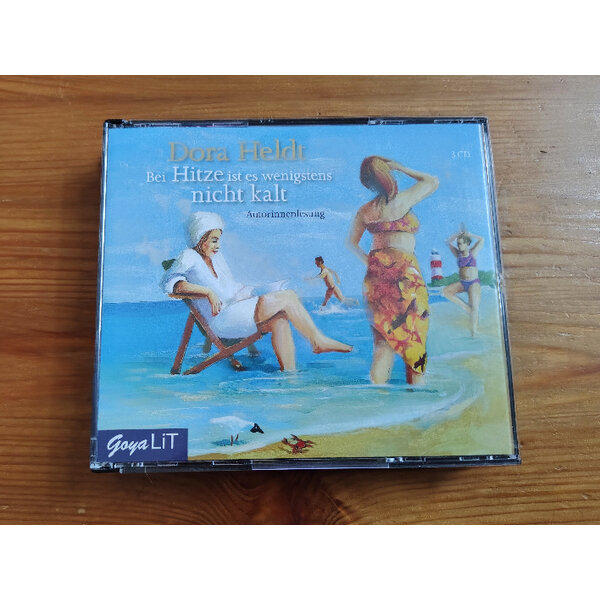 Dora Heldt
3 CD
Bei Hitze ist es wenigstens
nicht kalt
Autorinnenlesung
Goya LiT